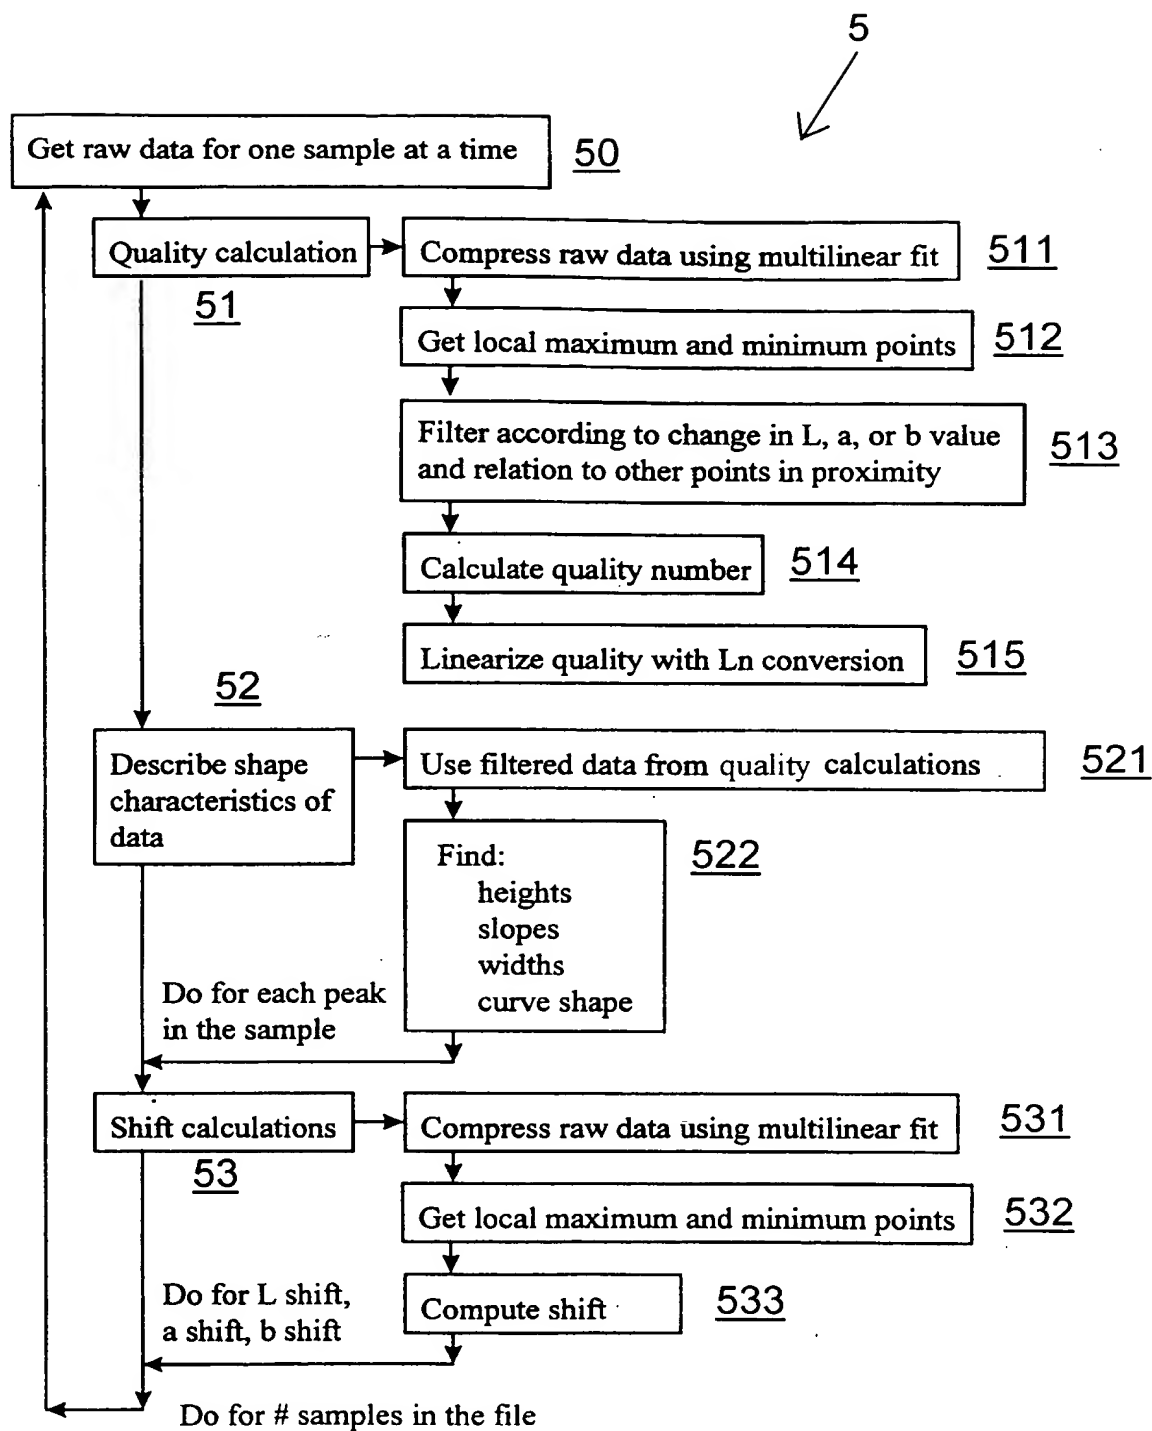 5
Get raw data for one sample at a time
50
Quality calculation
51
Compress raw data using multilinear fit
511
Get local maximum and minimum points
512
Filter according to change in L, a, or b value
and relation to other points in proximity
513
Calculate quality number
514
Linearize quality with Ln conversion
515
52
Describe shape
characteristics of
data
Use filtered data from quality calculations
521
Find:
heights
slopes
widths
curve shape
522
Do for each peak
in the sample
Shift calculations
53
Compress raw data using multilinear fit
531
Get local maximum and minimum points
532
Compute shift
533
Do for L shift,
a shift, b shift
Do for # samples in the file